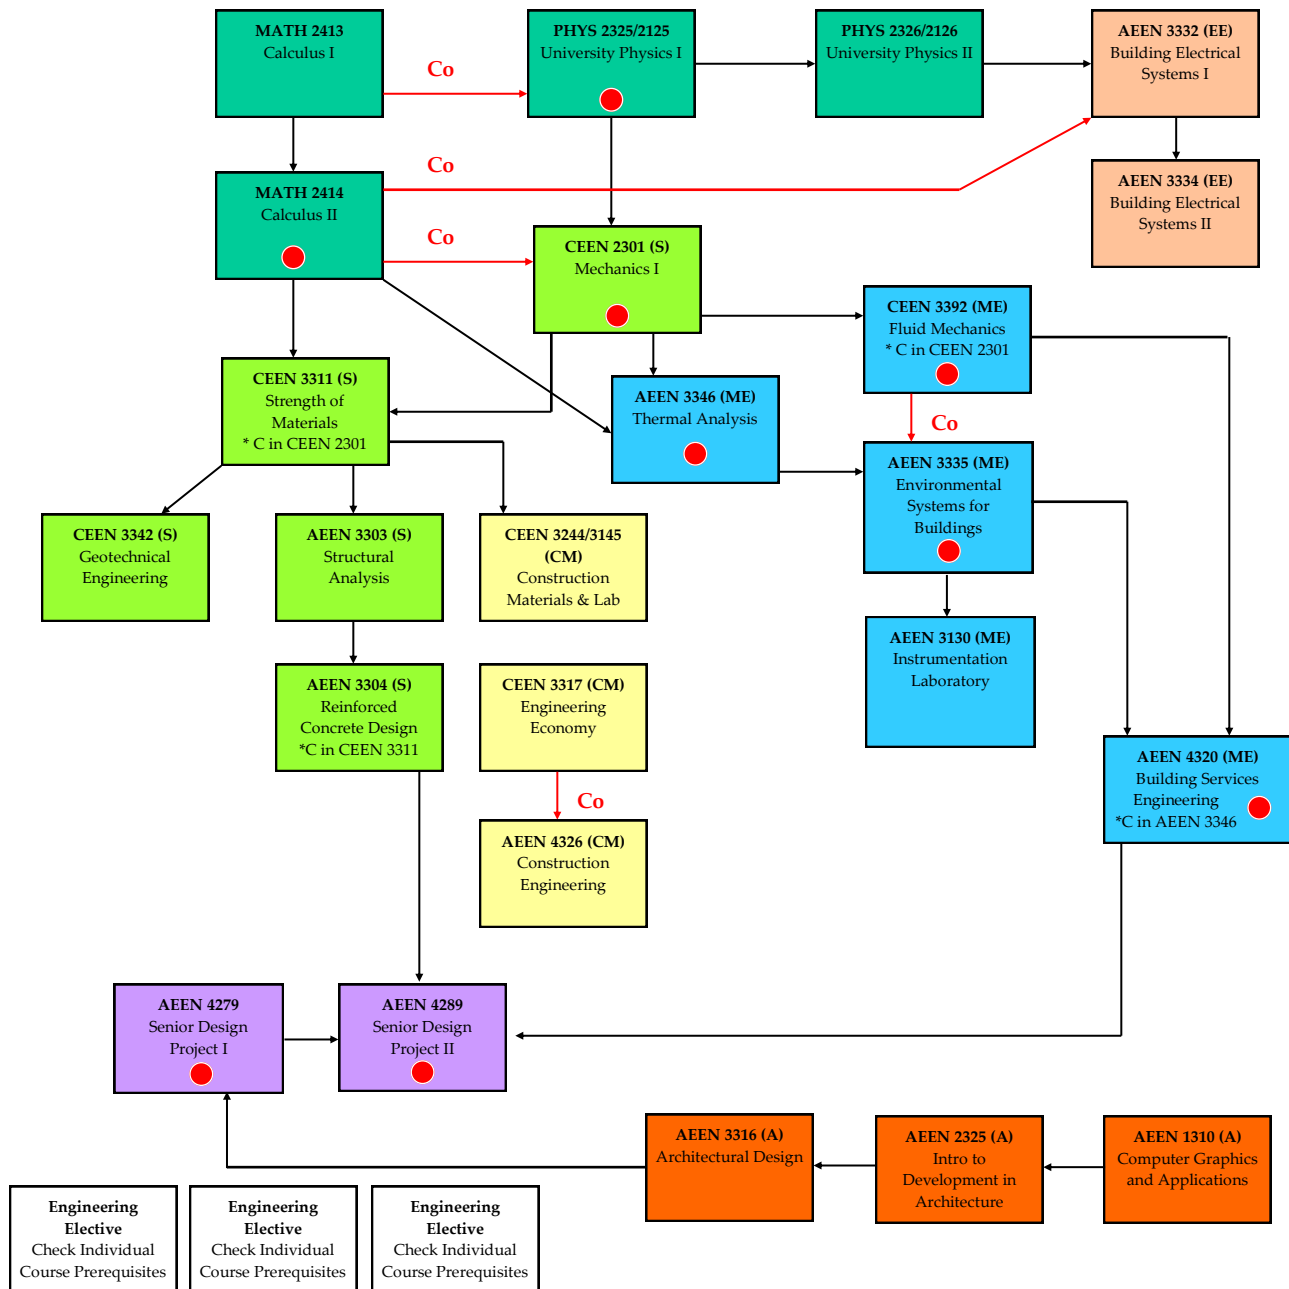 MATH 2413
Calculus I
Co
PHYS 2325/2125
University Physics I
PHYS 2326/2126
University Physics II
AEEN 3332 (EE)
Building Electrical
Systems I
MATH 2414
Calculus II
Co
Co
AEEN 3334 (EE)
Building Electrical
Systems II
CEEN 2301 (S)
Mechanics I
CEEN 3392 (ME)
Fluid Mechanics
* C in CEEN 2301
CEEN 3311 (S)
Strength of
Materials
* C in CEEN 2301
AEEN 3346 (ME)
Thermal Analysis
Co
AEEN 3335 (ME)
Environmental
Systems for
Buildings
CEEN 3342 (S)
Geotechnical
Engineering
AEEN 3303 (S)
Structural
Analysis
CEEN 3244/3145
(CM)
Construction
Materials & Lab
AEEN 3130 (ME)
Instrumentation
Laboratory
AEEN 3304 (S)
Reinforced
Concrete Design
*C in CEEN 3311
CEEN 3317 (CM)
Engineering
Economy
Co
AEEN 4320 (ME)
Building Services
Engineering
*C in AEEN 3346
AEEN 4326 (CM)
Construction
Engineering
AEEN 4279
Senior Design
Project I
AEEN 4289
Senior Design
Project II
AEEN 3316 (A)
Architectural Design
AEEN 2325 (A)
Intro to
Development in
Architecture
AEEN 1310 (A)
Computer Graphics
and Applications
Engineering
Elective
Check Individual
Course Prerequisites
Engineering
Elective
Check Individual
Course Prerequisites
Engineering
Elective
Check Individual
Course Prerequisites